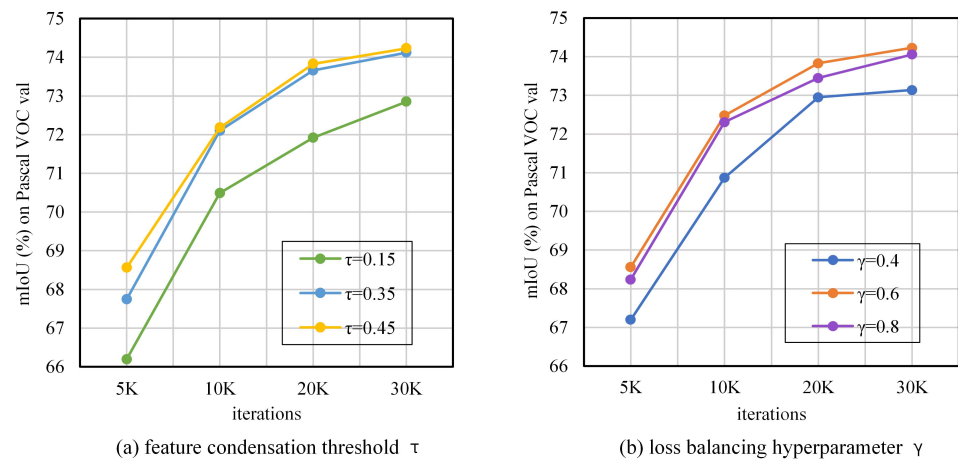 75
74
73
72
71
70
69
68
67
66
mIoU (%) on Pascal VOC val
τ=0.15
τ=0.35
τ=0.45
5K 10K 20K 30K
iterations
(a) feature condensation threshold τ
75
74
73
72
71
70
69
68
67
66
mIoU (%) on Pascal VOC val
γ=0.4
γ=0.6
γ=0.8
5K 10K 20K 30K
iterations
(b) loss balancing hyperparameter γ